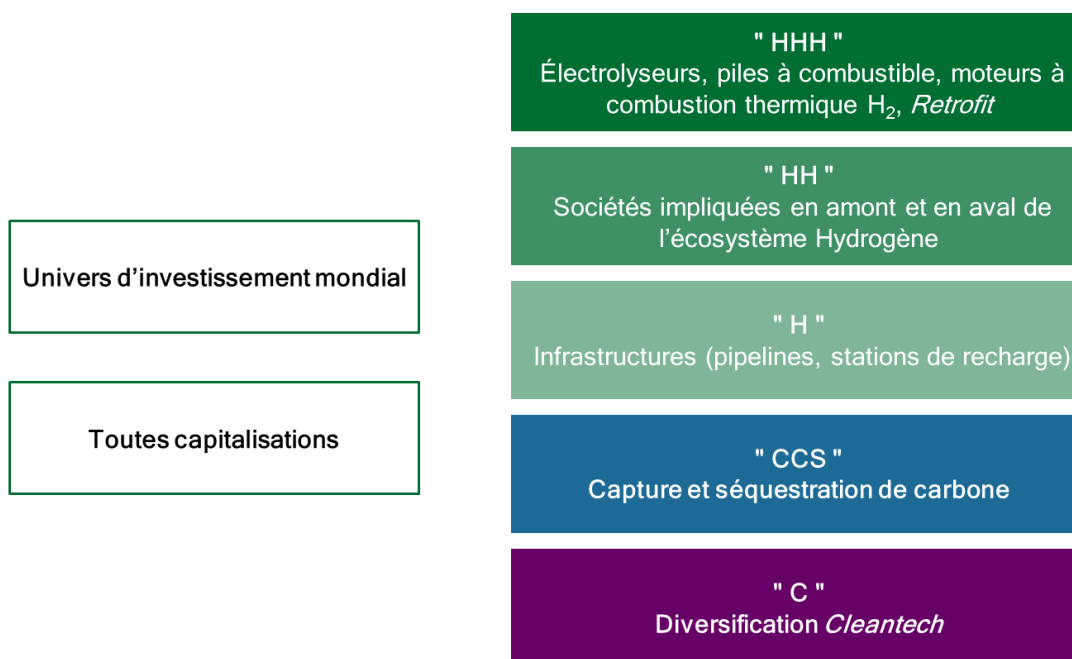 Univers d’investissement mondial
Toutes capitalisations
" HHH "
Électrolyseurs, piles à combustible, moteurs à
combustion thermique H₂, Retrofit
" HH "
Sociétés impliquées en amont et en aval de
l’écosystème Hydrogène
" H "
Infrastructures (pipelines, stations de recharge)
" CCS "
Capture et séquestration de carbone
" C "
Diversification Cleantech